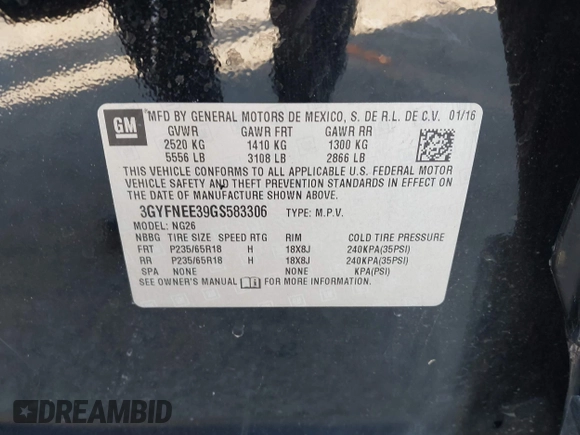 GM
MFD BY GENERAL MOTORS DE MEXICO, S. DE R.L. DE C.V. 01/16
GVWR GAWR FRT GAWR RR
2520 KG 1410 KG 1300 KG
5556 LB 3108 LB 2866 LB
THIS VEHICLE CONFORMS TO ALL APPLICABLE U.S. FEDERAL MOTOR
VEHICLE SAFETY AND THEFT PREVENTION STANDARDS IN EFFECT ON
THE DATE OF MANUFACTURE SHOWN ABOVE.
3GYFNEE39GS583306 TYPE: M.P.V.
MODEL: NG26
NBBG TIRE SIZE SPEED RTG RIM COLD TIRE PRESSURE
FRT P235/65R18 H 18X8J 240KPA(35PSI)
RR P235/65R18 H 18X8J 240KPA(35PSI)
SPA NONE NONE KPA(PSI)
SEE OWNER'S MANUAL FOR MORE INFORMATION.
DREAMBID